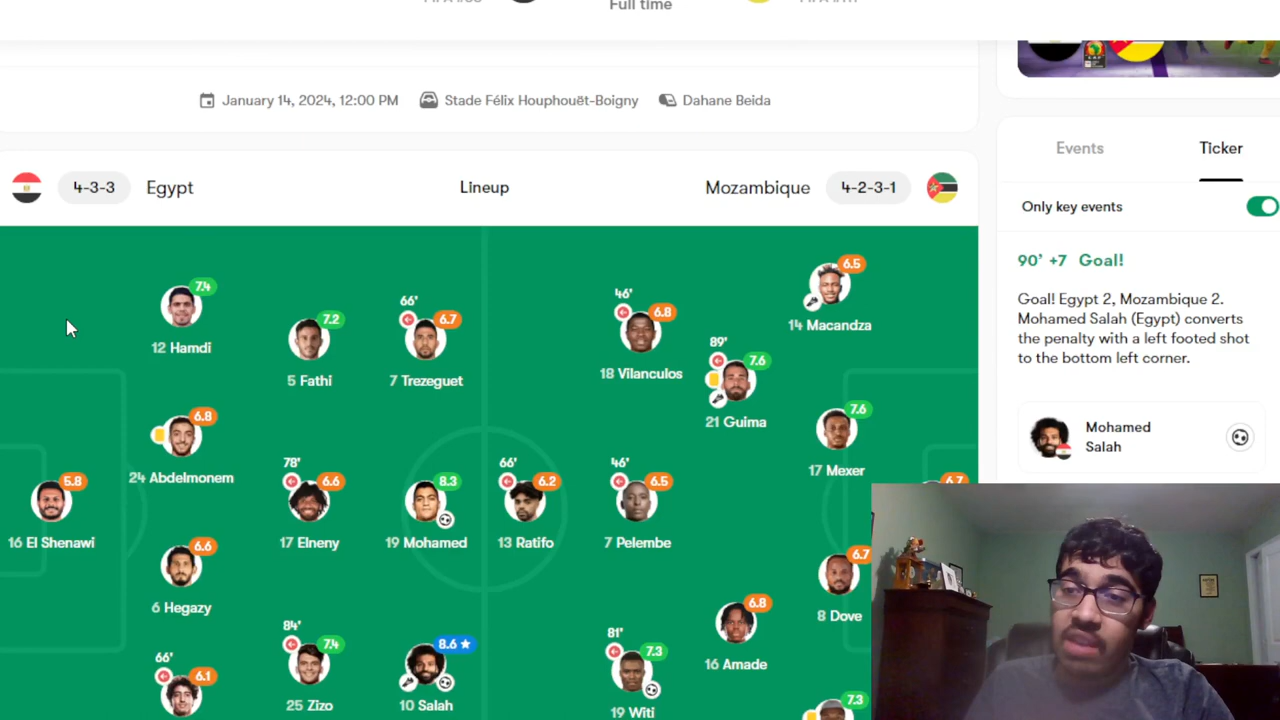 Full time
January 14, 2024, 12:00 PM
Stade Félix Houphouët-Boigny
Dahane Beida
4-3-3
Egypt
Lineup
Mozambique
4-2-3-1
7.4
12 Hamdi
7.2
5 Fathi
66'
6.7
7 Trezeguet
46'
6.8
18 Vilanculos
6.5
14 Macandza
89'
7.6
21 Guima
6.8
24 Abdelmonem
7.6
17 Mexer
5.8
16 El Shenawi
78'
6.6
17 Elneny
8.3
19 Mohamed
66'
6.2
13 Ratifo
46'
6.5
7 Pelembe
6.7
6.6
6 Hegazy
6.7
8 Dove
6.8
16 Amade
66'
6.1
84'
7.4
25 Zizo
8.6
10 Salah
81'
7.3
19 Witi
7.3
Events
Ticker
Only key events
90' +7 Goal!
Goal! Egypt 2, Mozambique 2.
Mohamed Salah (Egypt) converts
the penalty with a left footed shot
to the bottom left corner.
Mohamed
Salah